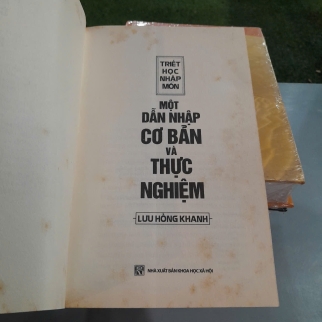 TRIẾT
HỌC
NHẬP
MÔN
MỘT
DẪN NHẬP
CƠ BẢN
VÀ
THỰC
NGHIỆM
LƯU HỒNG KHANH
NHÀ XUẤT BẢN KHOA HỌC XÃ HỘI